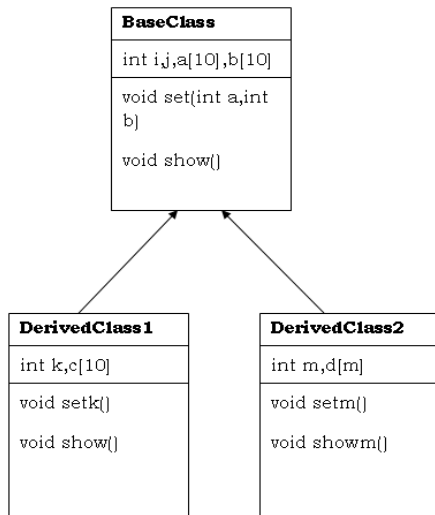 BaseClass
int i,j,a[10],b[10]
void set(int a,int
b)
void show()
DerivedClass1
int k,c[10]
void setk()
void show()
DerivedClass2
int m,d[m]
void setm()
void showm()